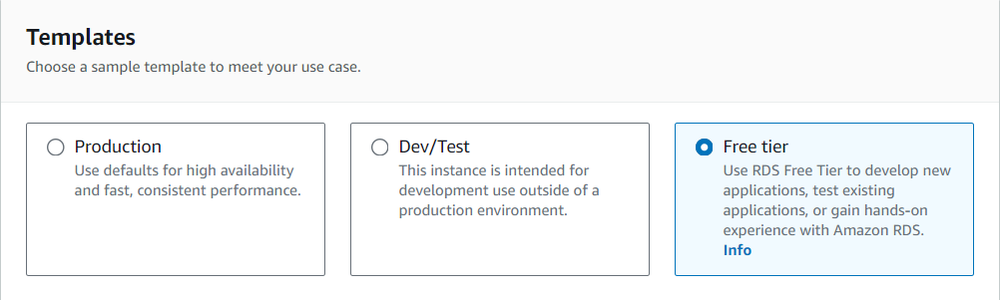 Templates
Choose a sample template to meet your use case.
Production
Use defaults for high availability
and fast, consistent performance.
Dev/Test
This instance is intended for
development use outside of a
production environment.
Free tier
Use RDS Free Tier to develop new
applications, test existing
applications, or gain hands-on
experience with Amazon RDS.
Info